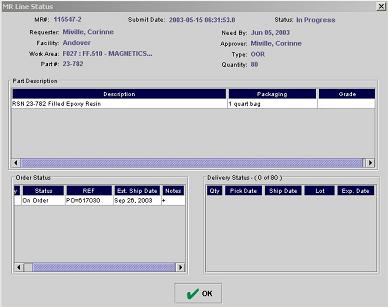 MR Line Status
MR#: 115547-2 Submit Date: 2003-05-15 06:31:53.0 Status: In Progress
Requester: Miville, Corinne Need By: Jun 05, 2003
Facility: Andover Approver: Miville, Corinne
Work Area: F027 : FF.510 - MAGNETICS... Type: OOR
Part#: 23-782 Quantity: 80
Part Description
Description Packaging Grade
RSN 23-782 Filled Epoxy Resin 1 quart bag
Order Status Delivery Status - ( 0 of 80 )
y Status REF Est. Ship Date Notes Qty Pick Date Ship Date Lot Exp. Date
On Order PO=617030 Sep 26, 2003 +
OK